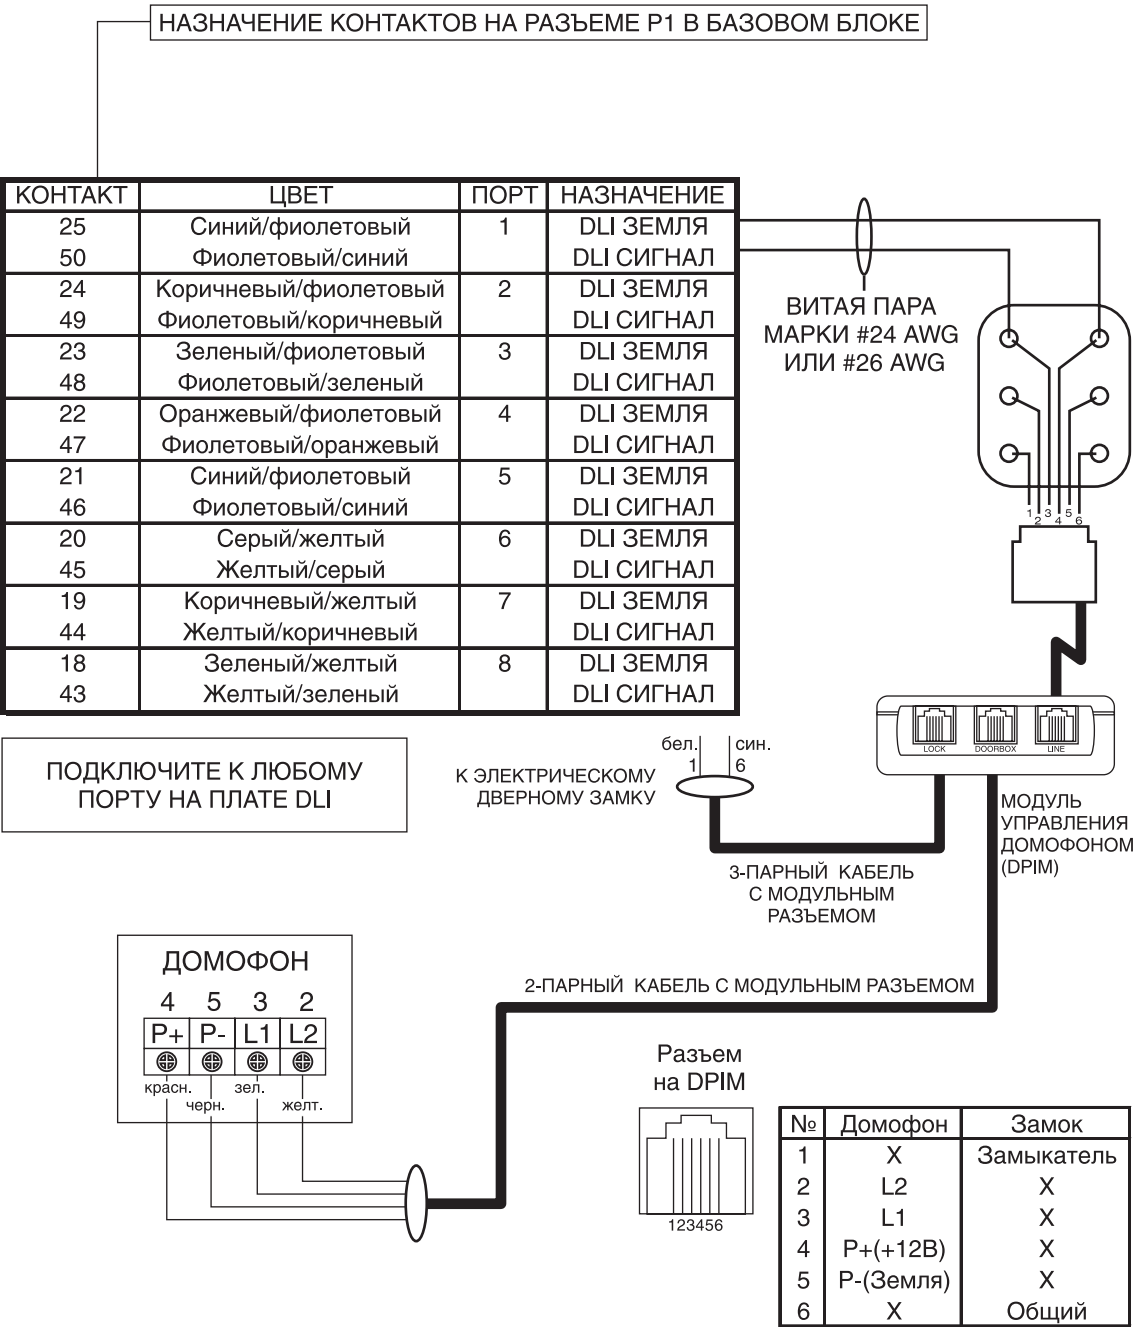 НАЗНАЧЕНИЕ КОНТАКТОВ НА РАЗЪЕМЕ P1 В БАЗОВОМ БЛОКЕ
КОНТАКТ ЦВЕТ ПОРТ НАЗНАЧЕНИЕ
25 Синий/фиолетовый 1 DLI ЗЕМЛЯ
50 Фиолетовый/синий DLI СИГНАЛ
24 Коричневый/фиолетовый 2 DLI ЗЕМЛЯ
49 Фиолетовый/коричневый DLI СИГНАЛ
23 Зеленый/фиолетовый 3 DLI ЗЕМЛЯ
48 Фиолетовый/зеленый DLI СИГНАЛ
22 Оранжевый/фиолетовый 4 DLI ЗЕМЛЯ
47 Фиолетовый/оранжевый DLI СИГНАЛ
21 Синий/фиолетовый 5 DLI ЗЕМЛЯ
46 Фиолетовый/синий DLI СИГНАЛ
20 Серый/желтый 6 DLI ЗЕМЛЯ
45 Желтый/серый DLI СИГНАЛ
19 Коричневый/желтый 7 DLI ЗЕМЛЯ
44 Желтый/коричневый DLI СИГНАЛ
18 Зеленый/желтый 8 DLI ЗЕМЛЯ
43 Желтый/зеленый DLI СИГНАЛ
ВИТАЯ ПАРА
МАРКИ #24 AWG
ИЛИ #26 AWG
1 2 3 4 5 6
LOCK DOORBOX LINE
ПОДКЛЮЧИТЕ К ЛЮБОМУ
ПОРТУ НА ПЛАТЕ DLI
бел. син.
1 6
К ЭЛЕКТРИЧЕСКОМУ
ДВЕРНОМУ ЗАМКУ
МОДУЛЬ
УПРАВЛЕНИЯ
ДОМОФОНОМ
(DPIM)
3-ПАРНЫЙ КАБЕЛЬ
С МОДУЛЬНЫМ
РАЗЪЕМОМ
2-ПАРНЫЙ КАБЕЛЬ С МОДУЛЬНЫМ РАЗЪЕМОМ
ДОМОФОН
4 5 3 2
P+ P- L1 L2
красн. зел.
черн. желт.
Разъем
на DPIM
123456
№ Домофон Замок
1 X Замыкатель
2 L2 X
3 L1 X
4 P+(+12В) X
5 P-(Земля) X
6 X Общий